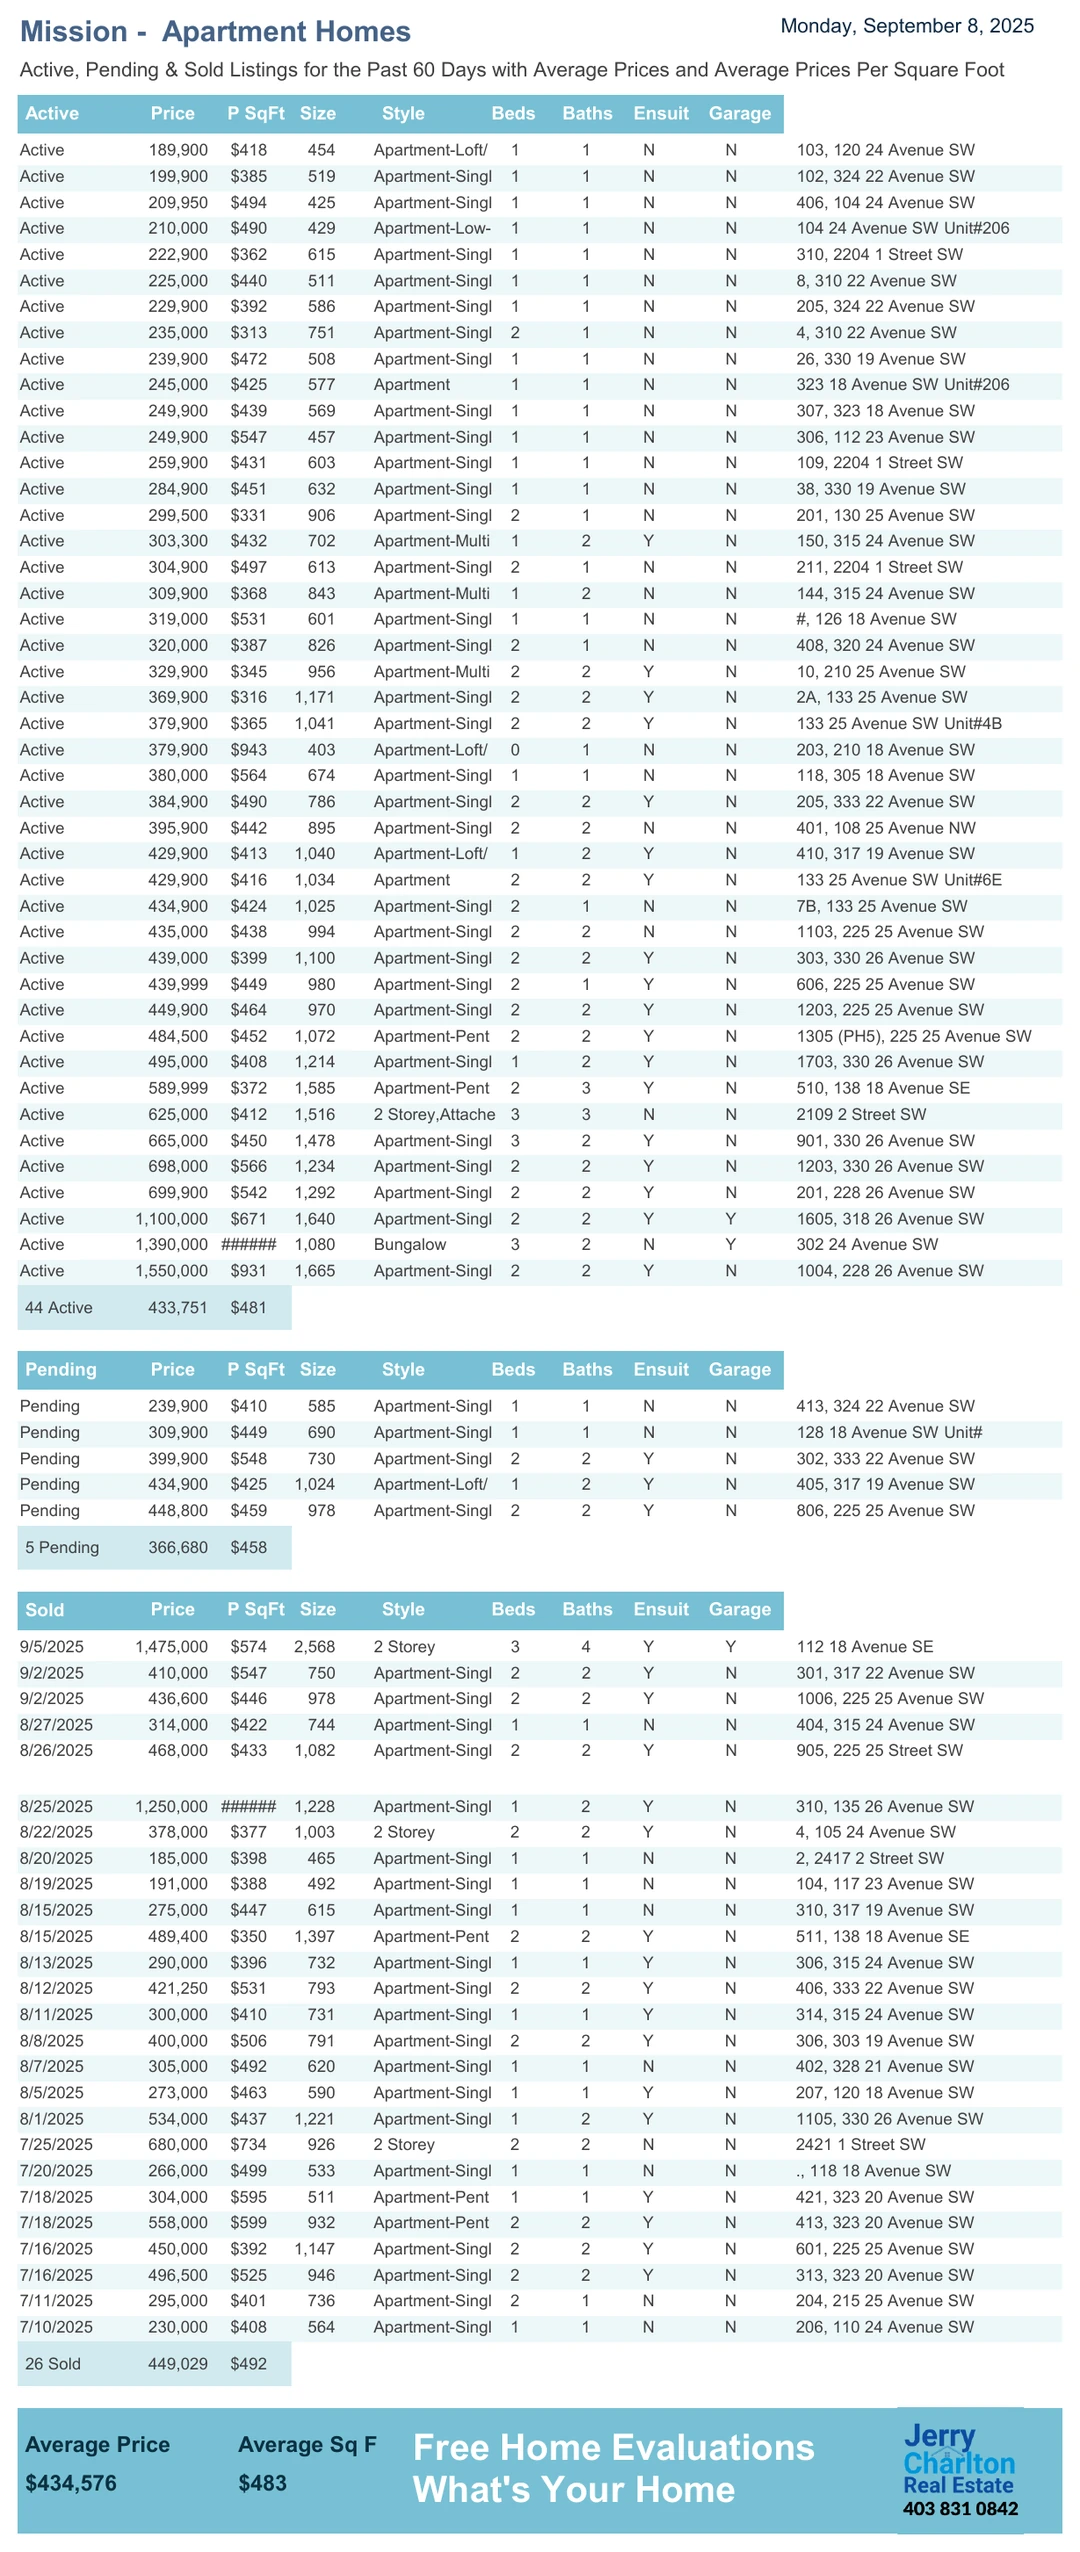 Mission -  Apartment Homes
Monday, September 8, 2025
Active, Pending & Sold Listings for the Past 60 Days with Average Prices and Average Prices Per Square Foot
Active Price P SqFt Size Style Beds Baths Ensuit Garage
Active 189,900 $418 454 Apartment-Loft/ 1 1 N N 103, 120 24 Avenue SW
Active 199,900 $385 519 Apartment-Singl 1 1 N N 102, 324 22 Avenue SW
Active 209,950 $494 425 Apartment-Singl 1 1 N N 406, 104 24 Avenue SW
Active 210,000 $490 429 Apartment-Low- 1 1 N N 104 24 Avenue SW Unit#206
Active 222,900 $362 615 Apartment-Singl 1 1 N N 310, 2204 1 Street SW
Active 225,000 $440 511 Apartment-Singl 1 1 N N 8, 310 22 Avenue SW
Active 229,900 $392 586 Apartment-Singl 1 1 N N 205, 324 22 Avenue SW
Active 235,000 $313 751 Apartment-Singl 2 1 N N 4, 310 22 Avenue SW
Active 239,900 $472 508 Apartment-Singl 1 1 N N 26, 330 19 Avenue SW
Active 245,000 $425 577 Apartment 1 1 N N 323 18 Avenue SW Unit#206
Active 249,900 $439 569 Apartment-Singl 1 1 N N 307, 323 18 Avenue SW
Active 249,900 $547 457 Apartment-Singl 1 1 N N 306, 112 23 Avenue SW
Active 259,900 $431 603 Apartment-Singl 1 1 N N 109, 2204 1 Street SW
Active 284,900 $451 632 Apartment-Singl 1 1 N N 38, 330 19 Avenue SW
Active 299,500 $331 906 Apartment-Singl 2 1 N N 201, 130 25 Avenue SW
Active 303,300 $432 702 Apartment-Multi 1 2 Y N 150, 315 24 Avenue SW
Active 304,900 $497 613 Apartment-Singl 2 1 N N 211, 2204 1 Street SW
Active 309,900 $368 843 Apartment-Multi 1 2 N N 144, 315 24 Avenue SW
Active 319,000 $531 601 Apartment-Singl 1 1 N N #, 126 18 Avenue SW
Active 320,000 $387 826 Apartment-Singl 2 1 N N 408, 320 24 Avenue SW
Active 329,900 $345 956 Apartment-Multi 2 2 Y N 10, 210 25 Avenue SW
Active 369,900 $316 1,171 Apartment-Singl 2 2 Y N 2A, 133 25 Avenue SW
Active 379,900 $365 1,041 Apartment-Singl 2 2 Y N 133 25 Avenue SW Unit#4B
Active 379,900 $943 403 Apartment-Loft/ 0 1 N N 203, 210 18 Avenue SW
Active 380,000 $564 674 Apartment-Singl 1 1 N N 118, 305 18 Avenue SW
Active 384,900 $490 786 Apartment-Singl 2 2 Y N 205, 333 22 Avenue SW
Active 395,900 $442 895 Apartment-Singl 2 2 N N 401, 108 25 Avenue NW
Active 429,900 $413 1,040 Apartment-Loft/ 1 2 Y N 410, 317 19 Avenue SW
Active 429,900 $416 1,034 Apartment 2 2 Y N 133 25 Avenue SW Unit#6E
Active 434,900 $424 1,025 Apartment-Singl 2 1 N N 7B, 133 25 Avenue SW
Active 435,000 $438 994 Apartment-Singl 2 2 N N 1103, 225 25 Avenue SW
Active 439,000 $399 1,100 Apartment-Singl 2 2 Y N 303, 330 26 Avenue SW
Active 439,999 $449 980 Apartment-Singl 2 1 Y N 606, 225 25 Avenue SW
Active 449,900 $464 970 Apartment-Singl 2 2 Y N 1203, 225 25 Avenue SW
Active 484,500 $452 1,072 Apartment-Pent 2 2 Y N 1305 (PH5), 225 25 Avenue SW
Active 495,000 $408 1,214 Apartment-Singl 1 2 Y N 1703, 330 26 Avenue SW
Active 589,999 $372 1,585 Apartment-Pent 2 3 Y N 510, 138 18 Avenue SE
Active 625,000 $412 1,516 2 Storey,Attache 3 3 N N 2109 2 Street SW
Active 665,000 $450 1,478 Apartment-Singl 3 2 Y N 901, 330 26 Avenue SW
Active 698,000 $566 1,234 Apartment-Singl 2 2 Y N 1203, 330 26 Avenue SW
Active 699,900 $542 1,292 Apartment-Singl 2 2 Y N 201, 228 26 Avenue SW
Active 1,100,000 $671 1,640 Apartment-Singl 2 2 Y Y 1605, 318 26 Avenue SW
Active 1,390,000 ###### 1,080 Bungalow 3 2 N Y 302 24 Avenue SW
Active 1,550,000 $931 1,665 Apartment-Singl 2 2 Y N 1004, 228 26 Avenue SW
44 Active 433,751 $481
Pending Price P SqFt Size Style Beds Baths Ensuit Garage
Pending 239,900 $410 585 Apartment-Singl 1 1 N N 413, 324 22 Avenue SW
Pending 309,900 $449 690 Apartment-Singl 1 1 N N 128 18 Avenue SW Unit#
Pending 399,900 $548 730 Apartment-Singl 2 2 Y N 302, 333 22 Avenue SW
Pending 434,900 $425 1,024 Apartment-Loft/ 1 2 Y N 405, 317 19 Avenue SW
Pending 448,800 $459 978 Apartment-Singl 2 2 Y N 806, 225 25 Avenue SW
5 Pending 366,680 $458
Sold Price P SqFt Size Style Beds Baths Ensuit Garage
9/5/2025 1,475,000 $574 2,568 2 Storey 3 4 Y Y 112 18 Avenue SE
9/2/2025 410,000 $547 750 Apartment-Singl 2 2 Y N 301, 317 22 Avenue SW
9/2/2025 436,600 $446 978 Apartment-Singl 2 2 Y N 1006, 225 25 Avenue SW
8/27/2025 314,000 $422 744 Apartment-Singl 1 1 N N 404, 315 24 Avenue SW
8/26/2025 468,000 $433 1,082 Apartment-Singl 2 2 Y N 905, 225 25 Street SW
8/25/2025 1,250,000 ###### 1,228 Apartment-Singl 1 2 Y N 310, 135 26 Avenue SW
8/22/2025 378,000 $377 1,003 2 Storey 2 2 Y N 4, 105 24 Avenue SW
8/20/2025 185,000 $398 465 Apartment-Singl 1 1 N N 2, 2417 2 Street SW
8/19/2025 191,000 $388 492 Apartment-Singl 1 1 N N 104, 117 23 Avenue SW
8/15/2025 275,000 $447 615 Apartment-Singl 1 1 N N 310, 317 19 Avenue SW
8/15/2025 489,400 $350 1,397 Apartment-Pent 2 2 Y N 511, 138 18 Avenue SE
8/13/2025 290,000 $396 732 Apartment-Singl 1 1 Y N 306, 315 24 Avenue SW
8/12/2025 421,250 $531 793 Apartment-Singl 2 2 Y N 406, 333 22 Avenue SW
8/11/2025 300,000 $410 731 Apartment-Singl 1 1 Y N 314, 315 24 Avenue SW
8/8/2025 400,000 $506 791 Apartment-Singl 2 2 Y N 306, 303 19 Avenue SW
8/7/2025 305,000 $492 620 Apartment-Singl 1 1 N N 402, 328 21 Avenue SW
8/5/2025 273,000 $463 590 Apartment-Singl 1 1 Y N 207, 120 18 Avenue SW
8/1/2025 534,000 $437 1,221 Apartment-Singl 1 2 Y N 1105, 330 26 Avenue SW
7/25/2025 680,000 $734 926 2 Storey 2 2 N N 2421 1 Street SW
7/20/2025 266,000 $499 533 Apartment-Singl 1 1 N N ., 118 18 Avenue SW
7/18/2025 304,000 $595 511 Apartment-Pent 1 1 Y N 421, 323 20 Avenue SW
7/18/2025 558,000 $599 932 Apartment-Pent 2 2 Y N 413, 323 20 Avenue SW
7/16/2025 450,000 $392 1,147 Apartment-Singl 2 2 Y N 601, 225 25 Avenue SW
7/16/2025 496,500 $525 946 Apartment-Singl 2 2 Y N 313, 323 20 Avenue SW
7/11/2025 295,000 $401 736 Apartment-Singl 2 1 N N 204, 215 25 Avenue SW
7/10/2025 230,000 $408 564 Apartment-Singl 1 1 N N 206, 110 24 Avenue SW
26 Sold 449,029 $492
Average Price Average Sq F
$434,576 $483
Free Home Evaluations
What's Your Home
Jerry
Charlton
Real Estate
403 831 0842